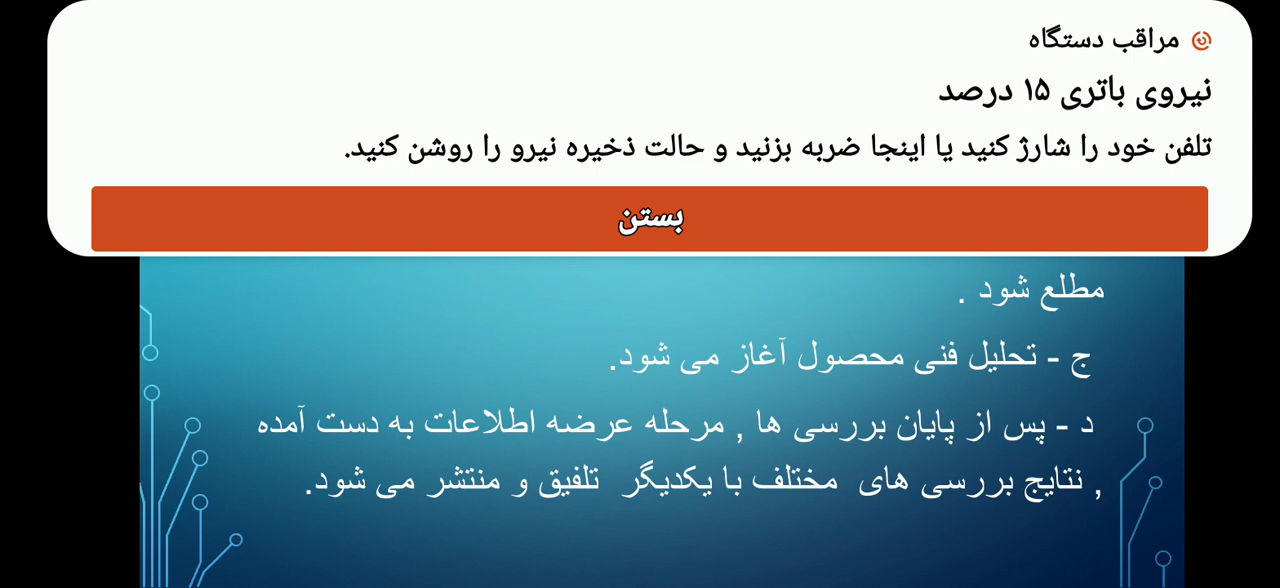 مراقب دستگاه
نیروی باتری ۱۵ درصد
تلفن خود را شارژ کنید یا اینجا ضربه بزنید و حالت ذخیره نیرو را روشن کنید.
بستن
مطلع شود .
ج - تحلیل فنی محصول آغاز می شود.
د - پس از پایان بررسی ها , مرحله عرضه اطلاعات به دست آمده
, نتایج بررسی های مختلف با یکدیگر تلفیق و منتشر می شود.